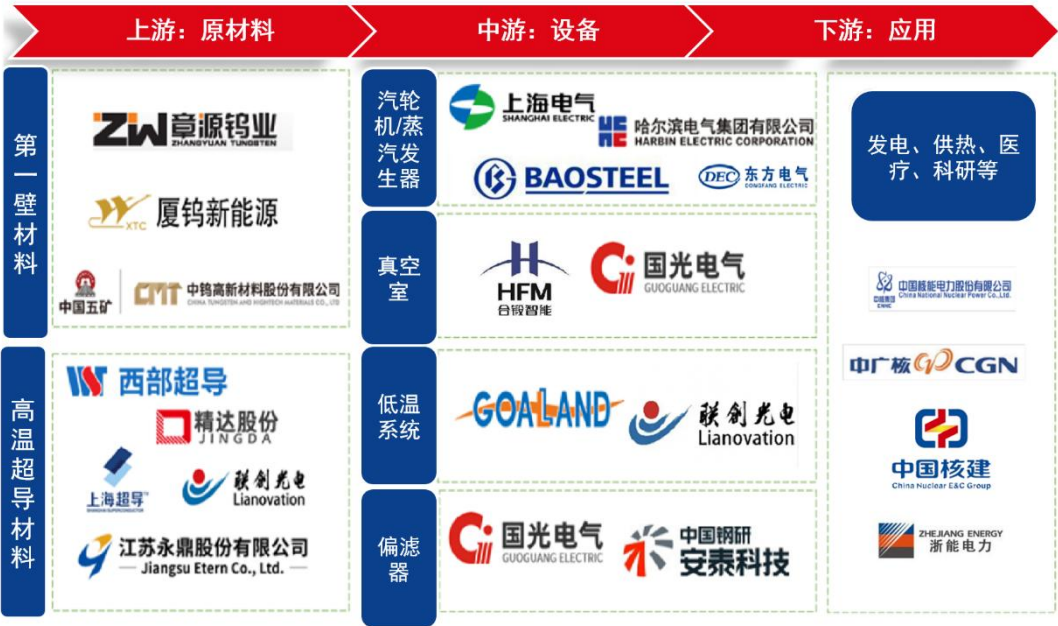 上游：原材料
中游：设备
下游：应用
第一壁材料
ZW 章源钨业
ZHANGYUAN TUNGSTEN
XTC 厦钨新能源
中国五矿
CMT 中钨高新材料股份有限公司
CHINA TUNGSTEN AND HIGHTECH MATERIALS CO., LTD
高温超导材料
西部超导
精达股份
JINGDA
上海超导
SHANGHAI SUPERCONDUCTOR
联创光电
Lianovation
江苏永鼎股份有限公司
Jiangsu Etern Co., Ltd.
汽轮
机/蒸
汽发
生器
上海电气
SHANGHAI ELECTRIC
哈尔滨电气集团有限公司
HARBIN ELECTRIC CORPORATION
BAOSTEEL
DEC 东方电气
DONGFANG ELECTRIC
真空
室
HFM
合锻智能
国光电气
GUOGUANG ELECTRIC
低温
系统
GOALAND
联创光电
Lianovation
偏滤
器
国光电气
GUOGUANG ELECTRIC
中国钢研
安泰科技
发电、供热、医
疗、科研等
中核集团
CNNC
中国核能电力股份有限公司
China National Nuclear Power Co.,Ltd.
中广核 CGN
中国核建
China Nuclear E&C Group
ZHEJIANG ENERGY
浙能电力